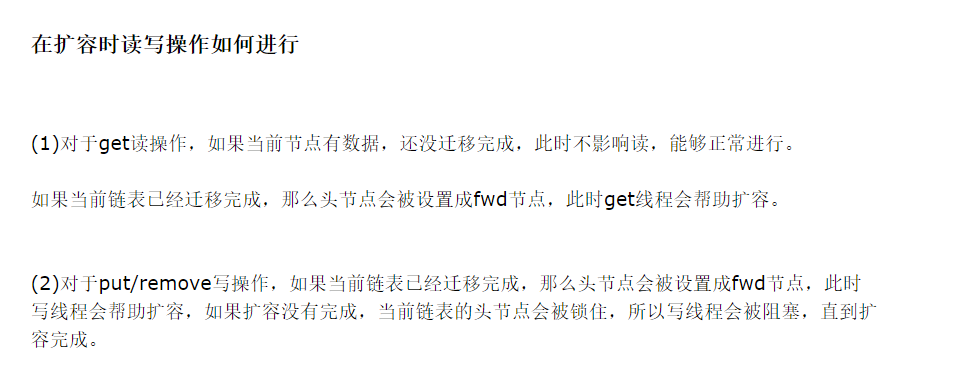 在扩容时读写操作如何进行
(1)对于get读操作，如果当前节点有数据，还没迁移完成，此时不影响读，能够正常进行。
如果当前链表已经迁移完成，那么头节点会被设置成fwd节点，此时get线程会帮助扩容。
(2)对于put/remove写操作，如果当前链表已经迁移完成，那么头节点会被设置成fwd节点，此时
写线程会帮助扩容，如果扩容没有完成，当前链表的头节点会被锁住，所以写线程会被阻塞，直到扩
容完成。